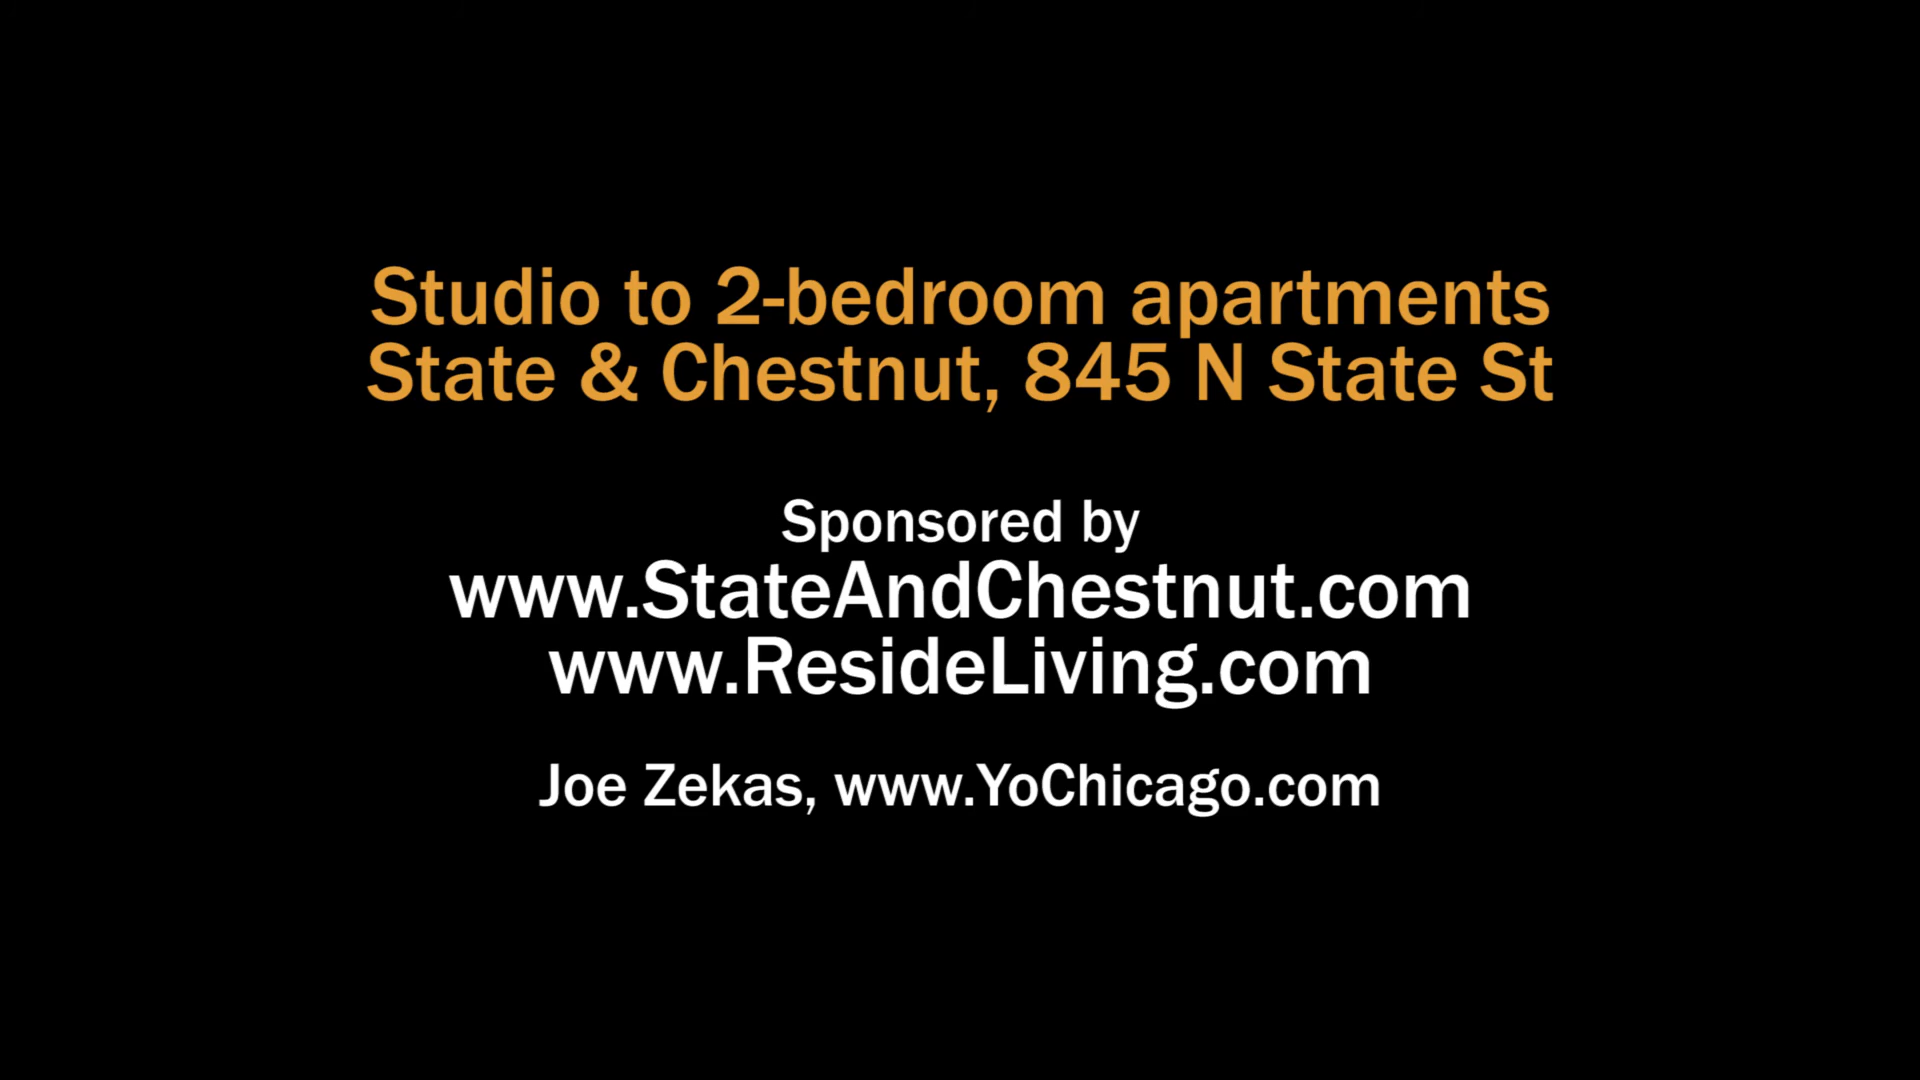 Studio to 2-bedroom apartments
State & Chestnut, 845 N State St
Sponsored by
www.StateAndChestnut.com
www.ResideLiving.com
Joe Zekas, www.YoChicago.com